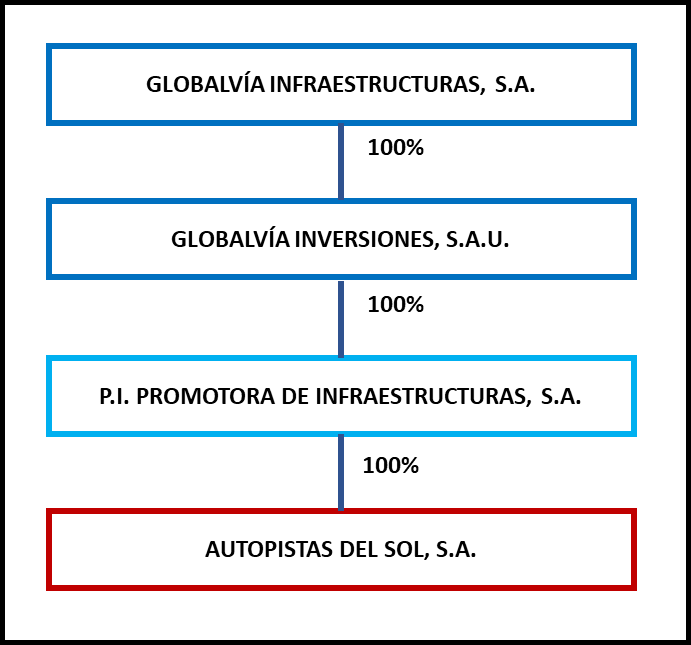 GLOBALVÍA INFRAESTRUCTURAS, S.A.
100%
GLOBALVÍA INVERSIONES, S.A.U.
100%
P.I. PROMOTORA DE INFRAESTRUCTURAS, S.A.
100%
AUTOPISTAS DEL SOL, S.A.